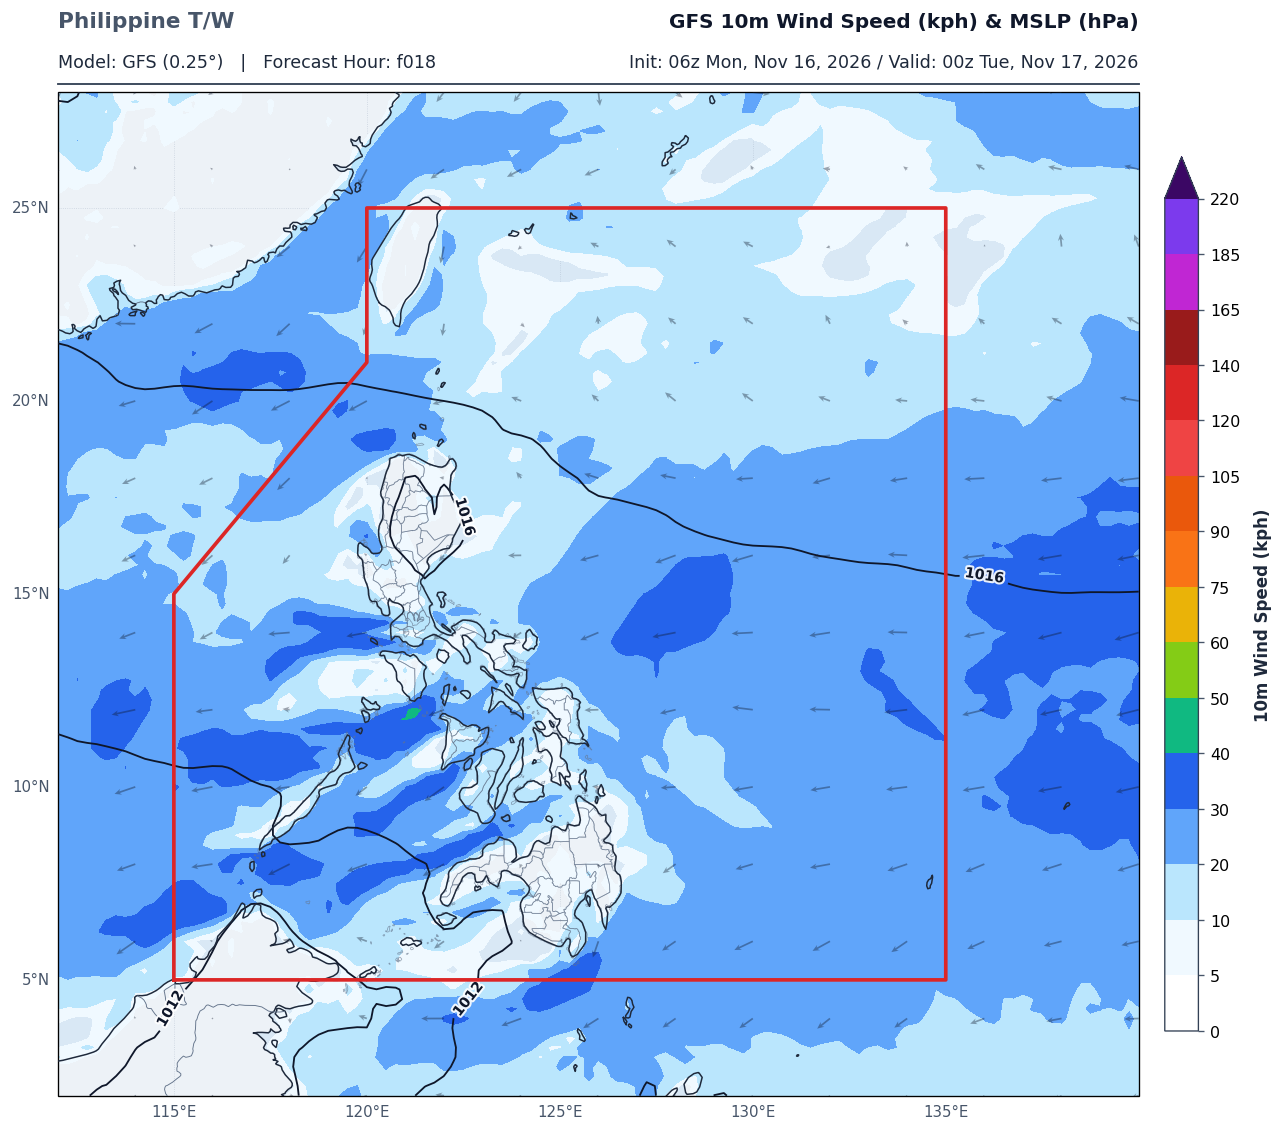 Philippine T/W
GFS 10m Wind Speed (kph) & MSLP (hPa)
Model: GFS (0.25°) | Forecast Hour: f018
Init: 06z Mon, Nov 16, 2026 / Valid: 00z Tue, Nov 17, 2026
25°N
20°N
15°N
10°N
5°N
115°E
120°E
125°E
130°E
135°E
1016
1016
1012
1012
220
185
165
140
120
105
90
75
60
50
40
30
20
10
5
0
10m Wind Speed (kph)